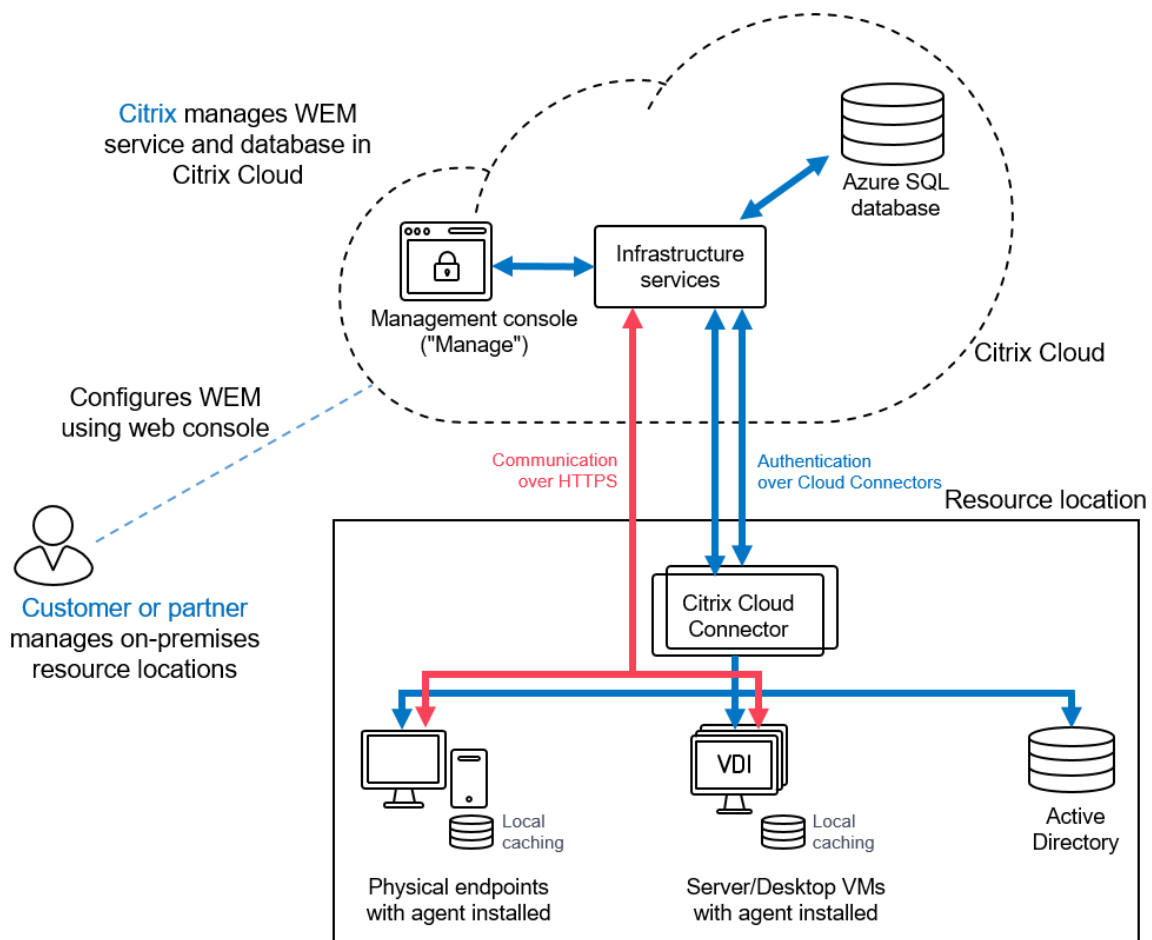 Citrix manages WEM
service and database in
Citrix Cloud
Azure SQL
database
Infrastructure
services
Management console
("Manage")
Citrix Cloud
Configures WEM
using web console
Communication
over HTTPS
Authentication
over Cloud Connectors
Resource location
Customer or partner
manages on-premises
resource locations
Citrix Cloud
Connector
VDI
Local
caching
Local
caching
Active
Directory
Physical endpoints
with agent installed
Server/Desktop VMs
with agent installed